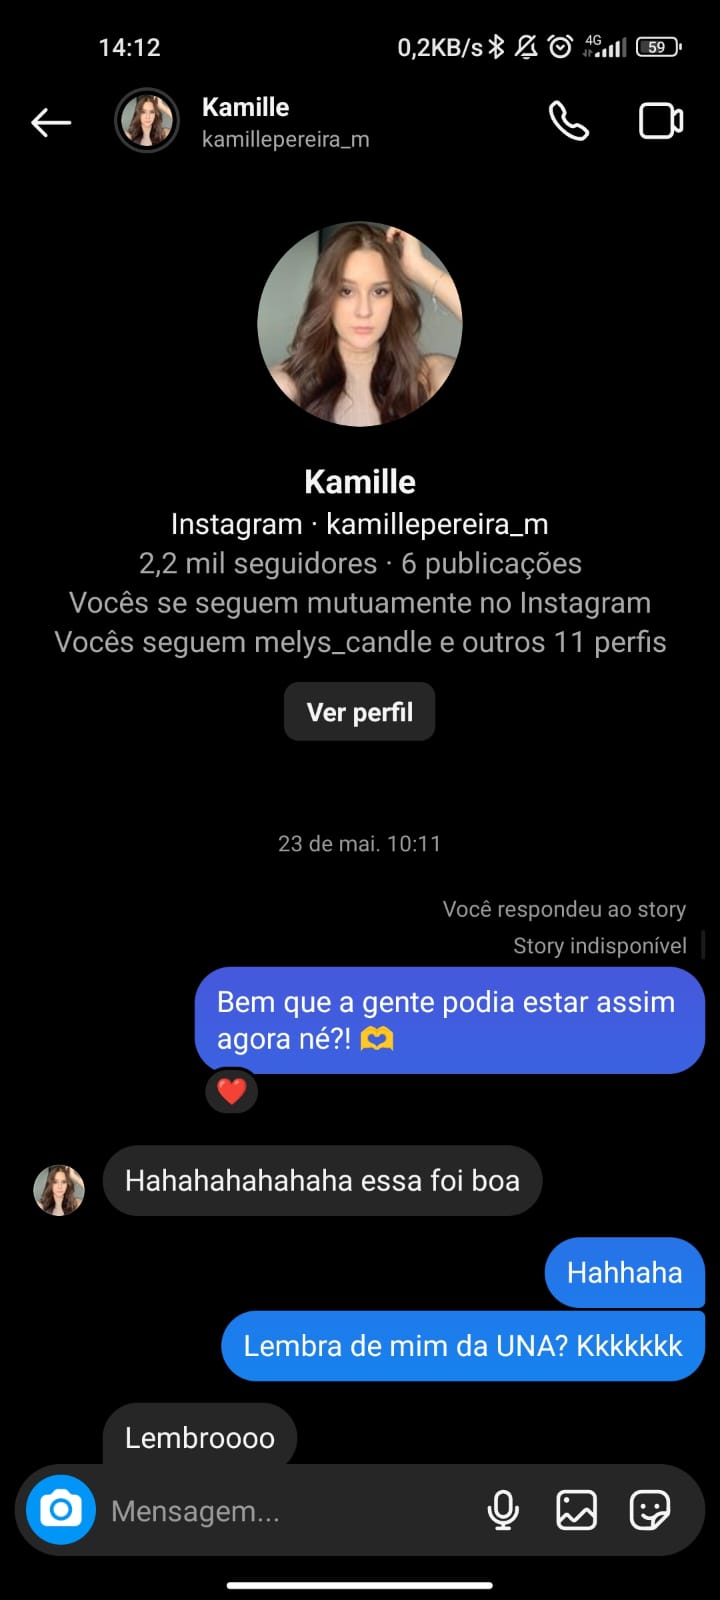 14:12
0,2KB/s 4G 59
Kamille
kamillepereira_m
Kamille
Instagram · kamillepereira_m
2,2 mil seguidores · 6 publicações
Vocês se seguem mutuamente no Instagram
Vocês seguem melys_candle e outros 11 perfis
Ver perfil
23 de mai. 10:11
Você respondeu ao story
Story indisponível
Bem que a gente podia estar assim
agora né?! 🫶
❤️
Hahahahahahaha essa foi boa
Hahhaha
Lembra de mim da UNA? Kkkkkkk
Lembroooo
Mensagem...